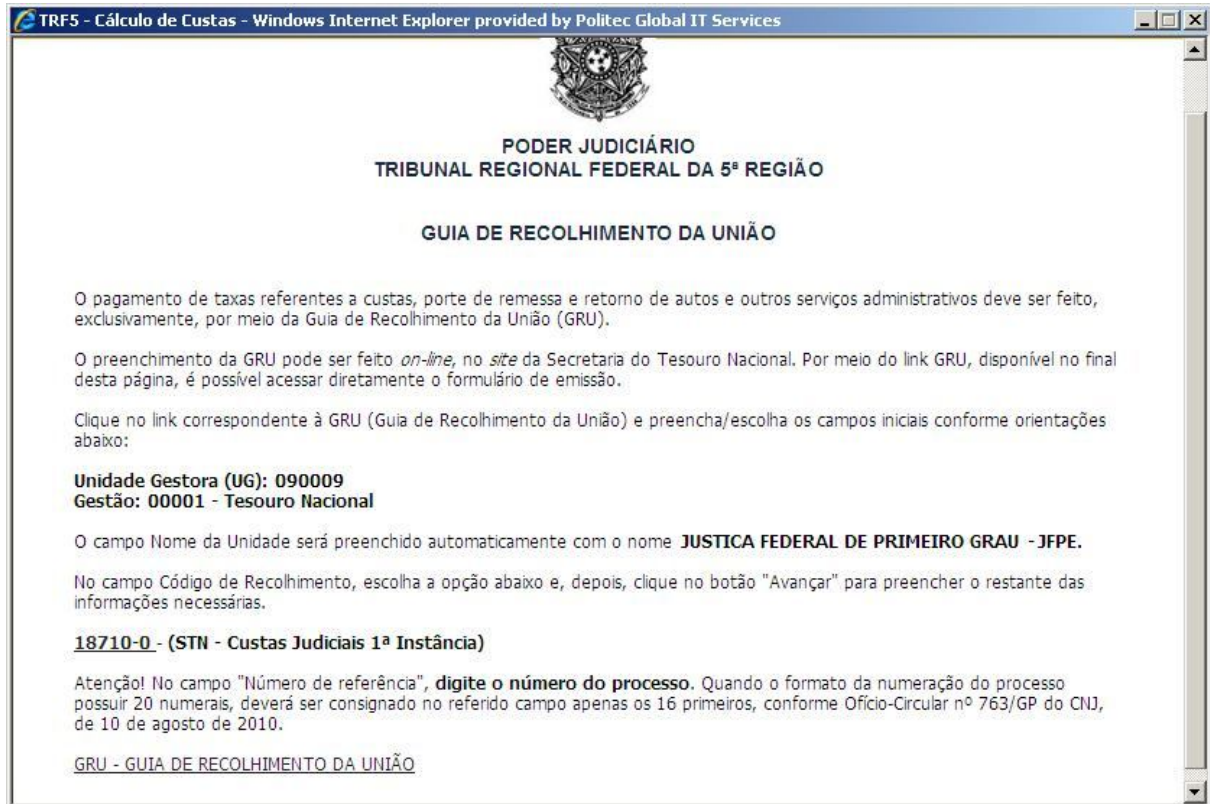 TRF5 - Cálculo de Custas - Windows Internet Explorer provided by Politec Global IT Services
PODER JUDICIÁRIO
TRIBUNAL REGIONAL FEDERAL DA 5ª REGIÃO
GUIA DE RECOLHIMENTO DA UNIÃO
O pagamento de taxas referentes a custas, porte de remessa e retorno de autos e outros serviços administrativos deve ser feito,
exclusivamente, por meio da Guia de Recolhimento da União (GRU).
O preenchimento da GRU pode ser feito on-line, no site da Secretaria do Tesouro Nacional. Por meio do link GRU, disponível no final
desta página, é possível acessar diretamente o formulário de emissão.
Clique no link correspondente à GRU (Guia de Recolhimento da União) e preencha/escolha os campos iniciais conforme orientações
abaixo:
Unidade Gestora (UG): 090009
Gestão: 00001 - Tesouro Nacional
O campo Nome da Unidade será preenchido automaticamente com o nome JUSTICA FEDERAL DE PRIMEIRO GRAU - JFPE.
No campo Código de Recolhimento, escolha a opção abaixo e, depois, clique no botão "Avançar" para preencher o restante das
informações necessárias.
18710-0 - (STN - Custas Judiciais 1ª Instância)
Atenção! No campo "Número de referência", digite o número do processo. Quando o formato da numeração do processo
possuir 20 numerais, deverá ser consignado no referido campo apenas os 16 primeiros, conforme Ofício-Circular nº 763/GP do CNJ,
de 10 de agosto de 2010.
GRU - GUIA DE RECOLHIMENTO DA UNIÃO